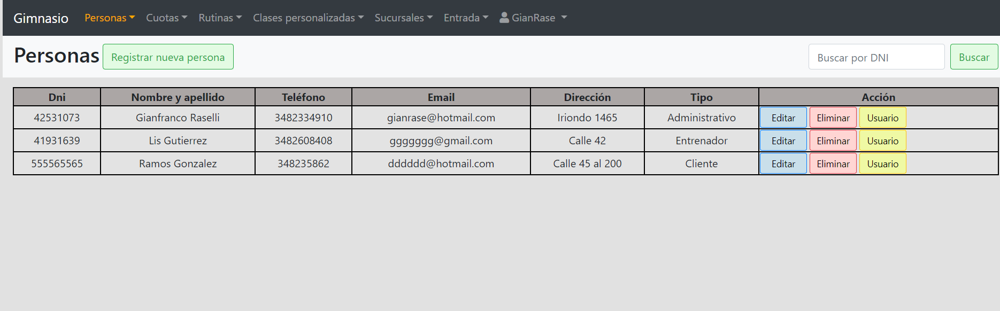 Gimnasio Personas Cuotas Rutinas Clases personalizadas Sucursales Entrada GianRase
Personas Registrar nueva persona Buscar por DNI Buscar
Dni Nombre y apellido Teléfono Email Dirección Tipo Acción
42531073 Gianfranco Raselli 3482334910 gianrase@hotmail.com Iriondo 1465 Administrativo Editar Eliminar Usuario
41931639 Lis Gutierrez 3482608408 ggggggg@gmail.com Calle 42 Entrenador Editar Eliminar Usuario
555565565 Ramos Gonzalez 348235862 dddddd@hotmail.com Calle 45 al 200 Cliente Editar Eliminar Usuario